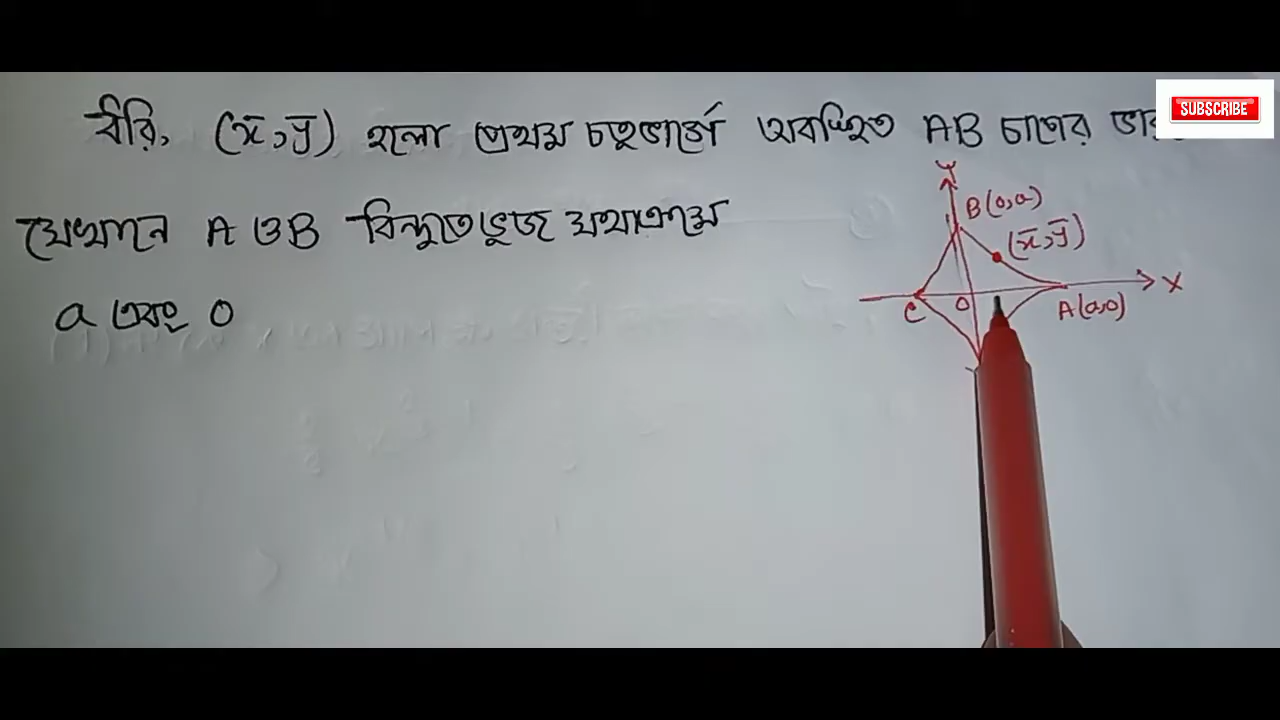 ধরি, (x̄, ȳ) হলো প্রথম চতুর্ভাগে অবস্থিত AB চাপের
যেখানে A ও B বিন্দুতে ভুজ যথাক্রমে
a এবং 0
SUBSCRIBE
Y
B(0,a)
(x̄, ȳ)
X
C
O
A(a,0)